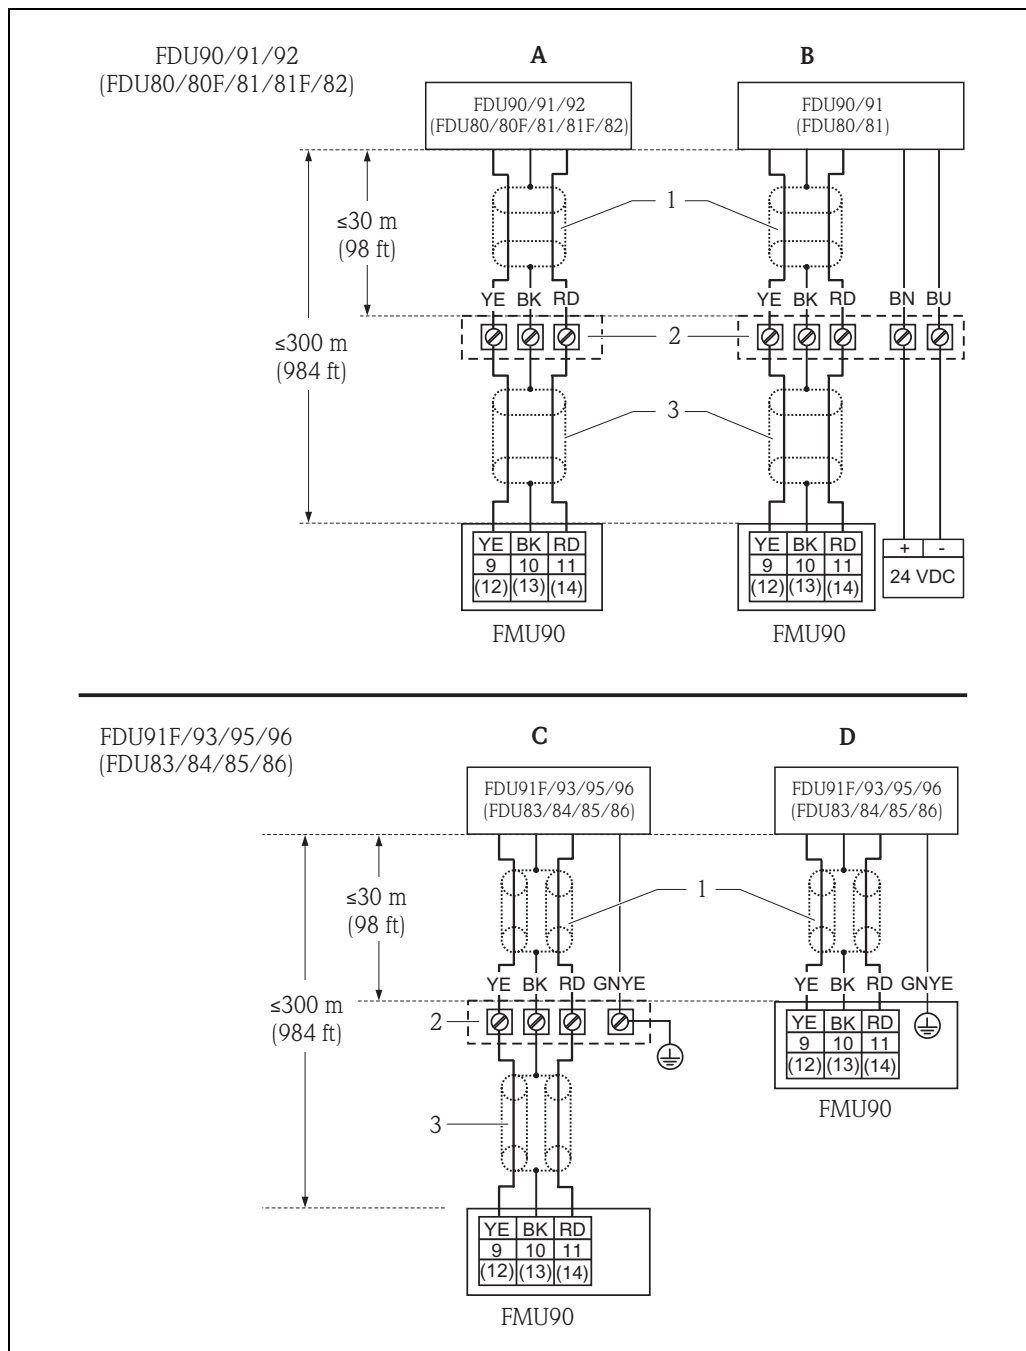 FDU90/91/92
(FDU80/80F/81/81F/82)
A
B
FDU90/91/92
(FDU80/80F/81/81F/82)
FDU90/91
(FDU80/81)
≤30 m
(98 ft)
1
YE BK RD
YE BK RD BN BU
≤300 m
(984 ft)
2
3
YE BK RD
9 10 11
(12) (13) (14)
FMU90
YE BK RD
9 10 11
(12) (13) (14)
FMU90
+ -
24 VDC
FDU91F/93/95/96
(FDU83/84/85/86)
C
D
FDU91F/93/95/96
(FDU83/84/85/86)
FDU91F/93/95/96
(FDU83/84/85/86)
≤30 m
(98 ft)
1
YE BK RD GNYE
YE BK RD GNYE
≤300 m
(984 ft)
2
YE BK RD
9 10 11
(12) (13) (14)
FMU90
3
YE BK RD
9 10 11
(12) (13) (14)
FMU90